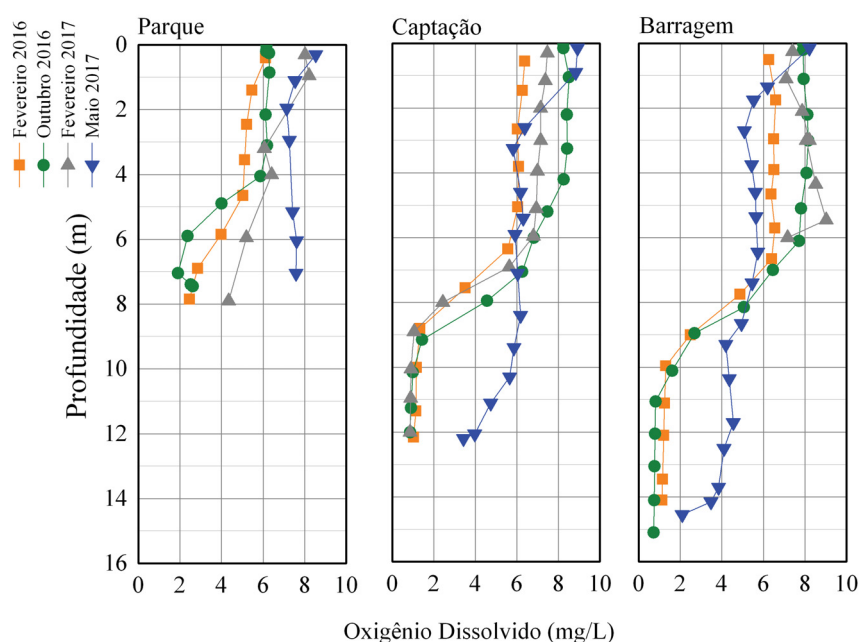 Fevereiro 2016
Outubro 2016
Fevereiro 2017
Maio 2017
Parque
Captação
Barragem
Profundidade (m)
0
2
4
6
8
10
12
14
16
0 2 4 6 8 10
0 2 4 6 8 10
0 2 4 6 8 10
Oxigênio Dissolvido (mg/L)